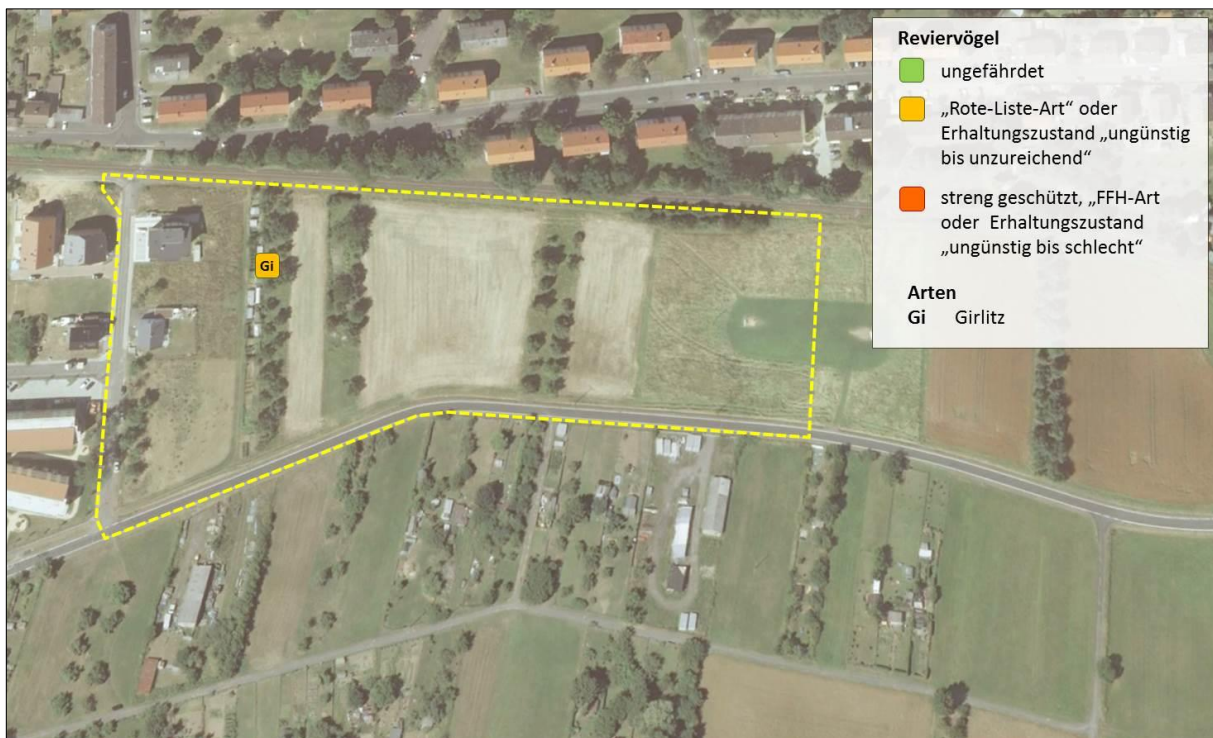 Reviervögel
ungefährdet
„Rote-Liste-Art“ oder
Erhaltungszustand „ungünstig
bis unzureichend“
streng geschützt, „FFH-Art
oder Erhaltungszustand
„ungünstig bis schlecht“
Arten
Gi Girlitz
Gi